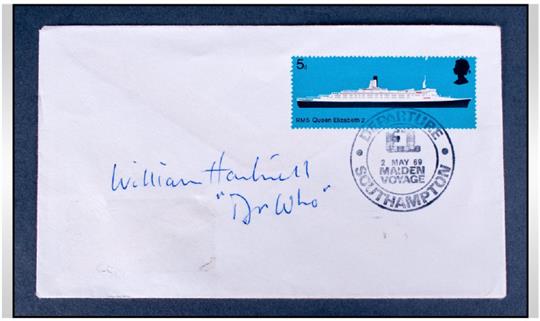 5d
RMS Queen Elizabeth 2
DEPARTURE
2 MAY 69
MAIDEN
VOYAGE
SOUTHAMPTON
William Hartnell
"Dr Who"